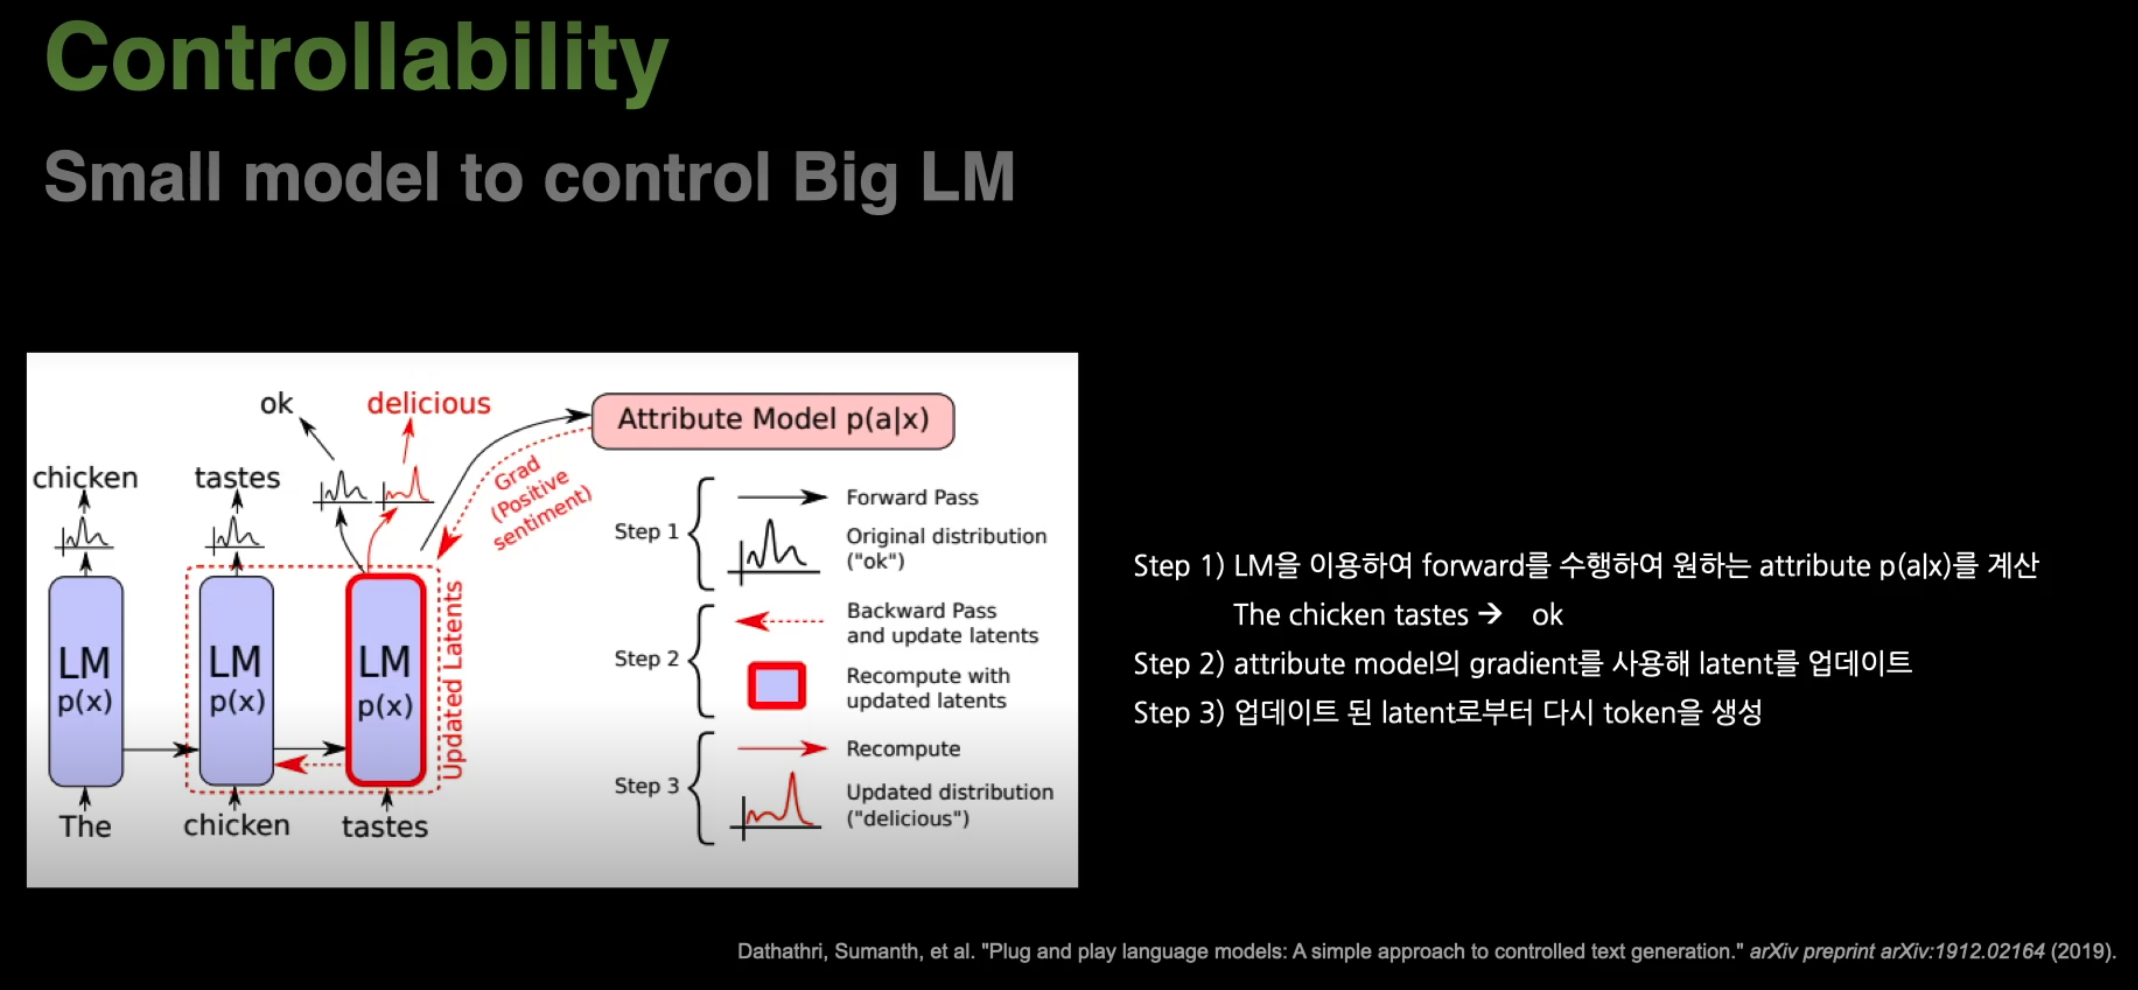 Controllability
Small model to control Big LM
ok
delicious
Attribute Model p(a|x)
chicken
tastes
Grad
(Positive
sentiment)
LM
p(x)
LM
p(x)
LM
p(x)
Updated Latents
The
chicken
tastes
Step 1
Forward Pass
Original distribution
("ok")
Step 2
Backward Pass
and update latents
Recompute with
updated latents
Step 3
Recompute
Updated distribution
("delicious")
Step 1) LM을 이용하여 forward를 수행하여 원하는 attribute p(a|x)를 계산
The chicken tastes → ok
Step 2) attribute model의 gradient를 사용해 latent를 업데이트
Step 3) 업데이트 된 latent로부터 다시 token을 생성
Dathathri, Sumanth, et al. "Plug and play language models: A simple approach to controlled text generation." arXiv preprint arXiv:1912.02164 (2019).